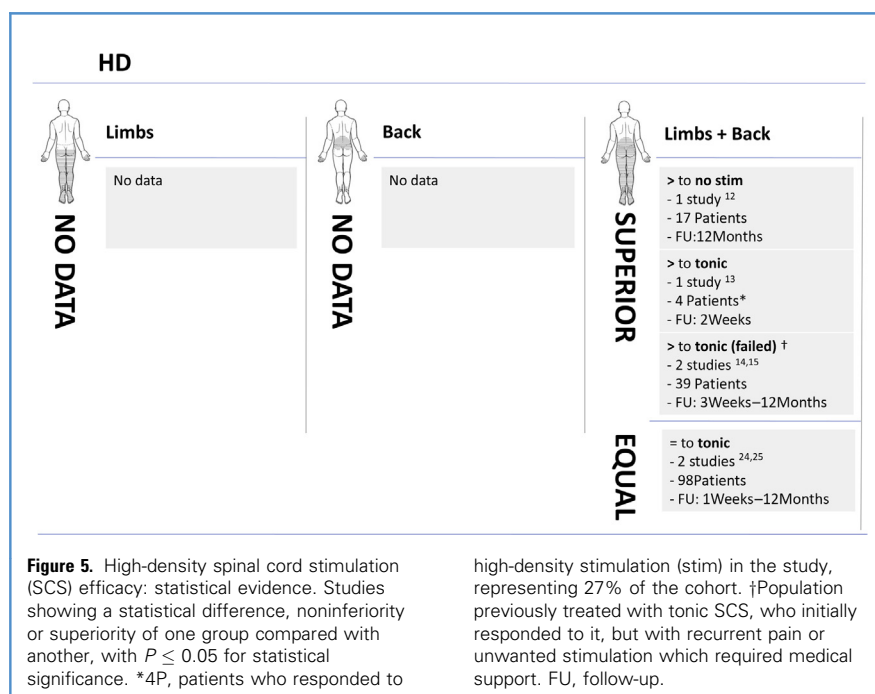 HD
Limbs
No data
NO DATA
Back
No data
NO DATA
Limbs + Back
SUPERIOR
> to no stim
- 1 study 12
- 17 Patients
- FU:12Months
> to tonic
- 1 study 13
- 4 Patients*
- FU: 2Weeks
> to tonic (failed) †
- 2 studies 14,15
- 39 Patients
- FU: 3Weeks–12Months
EQUAL
= to tonic
- 2 studies 24,25
- 98Patients
- FU: 1Weeks–12Months
Figure 5. High-density spinal cord stimulation
(SCS) efficacy: statistical evidence. Studies
showing a statistical difference, noninferiority
or superiority of one group compared with
another, with P ≤ 0.05 for statistical
significance. *4P, patients who responded to
high-density stimulation (stim) in the study,
representing 27% of the cohort. †Population
previously treated with tonic SCS, who initially
responded to it, but with recurrent pain or
unwanted stimulation which required medical
support. FU, follow-up.